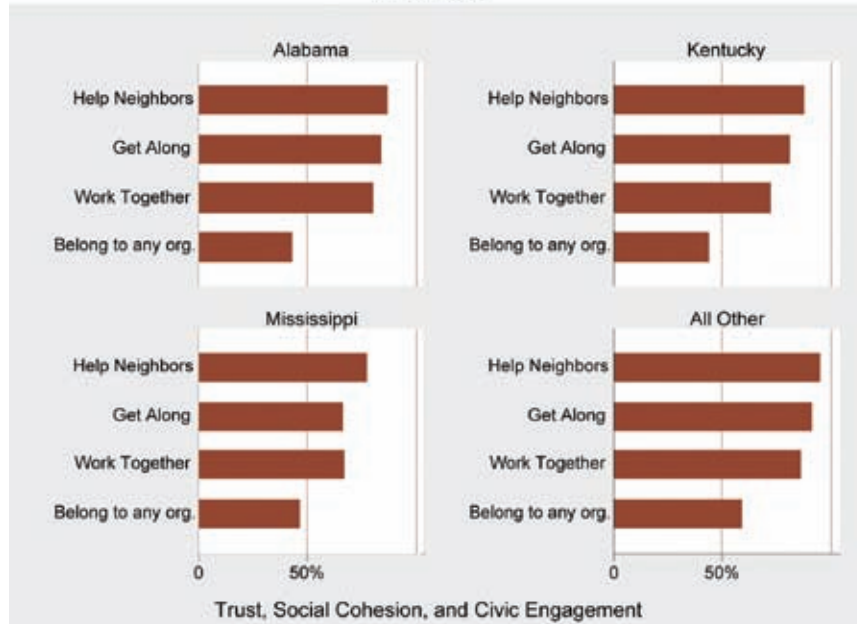 Alabama
Help Neighbors
Get Along
Work Together
Belong to any org.
Kentucky
Help Neighbors
Get Along
Work Together
Belong to any org.
Mississippi
Help Neighbors
Get Along
Work Together
Belong to any org.
0 50%
All Other
Help Neighbors
Get Along
Work Together
Belong to any org.
0 50%
Trust, Social Cohesion, and Civic Engagement